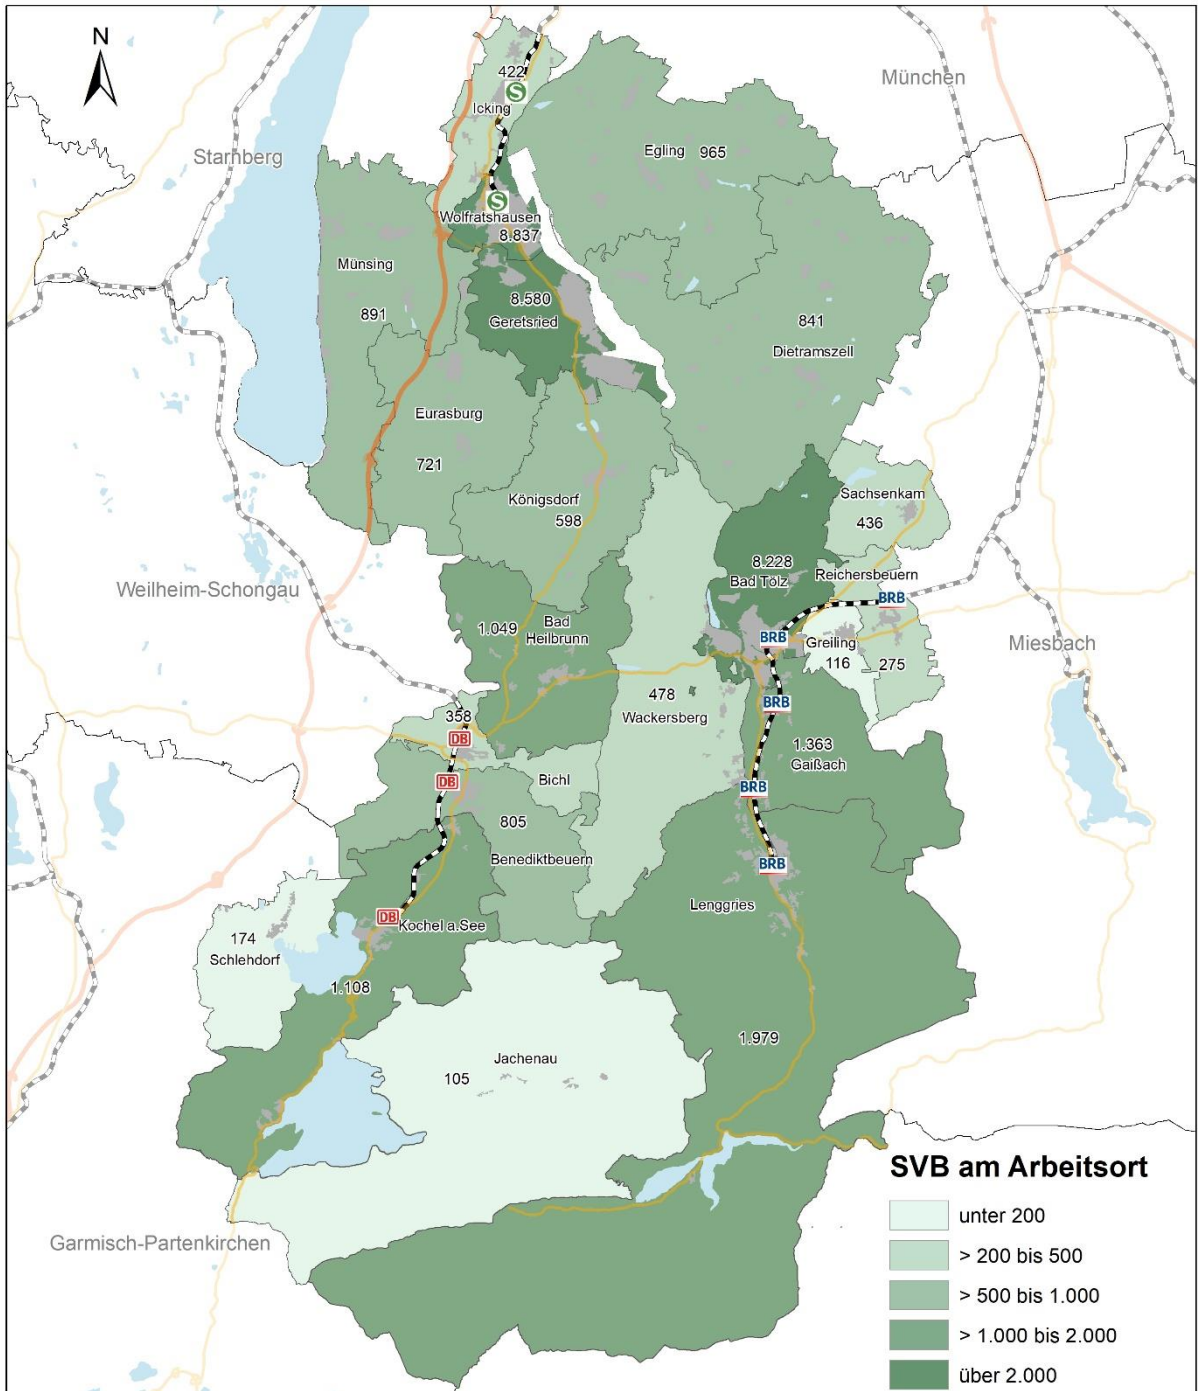 N
München
422
S
Icking
Egling
965
Starnberg
S
Wolfratshausen
8.837
Münsing
891
8.580
Geretsried
841
Dietramszell
Eurasburg
721
Königsdorf
598
Sachsenkam
436
8.228
Bad Tölz
Reichersbeuern
BRB
Weilheim-Schongau
1.049
Bad
Heilbrunn
BRB
Greiling
116
275
Miesbach
478
Wackersberg
BRB
358
DB
1.363
Gaißach
DB
Bichl
BRB
805
Benediktbeuern
BRB
Lenggries
DB
Kochel a.See
174
Schlehdorf
1.108
1.979
Jachenau
105
Garmisch-Partenkirchen
SVB am Arbeitsort
unter 200
> 200 bis 500
> 500 bis 1.000
> 1.000 bis 2.000
über 2.000